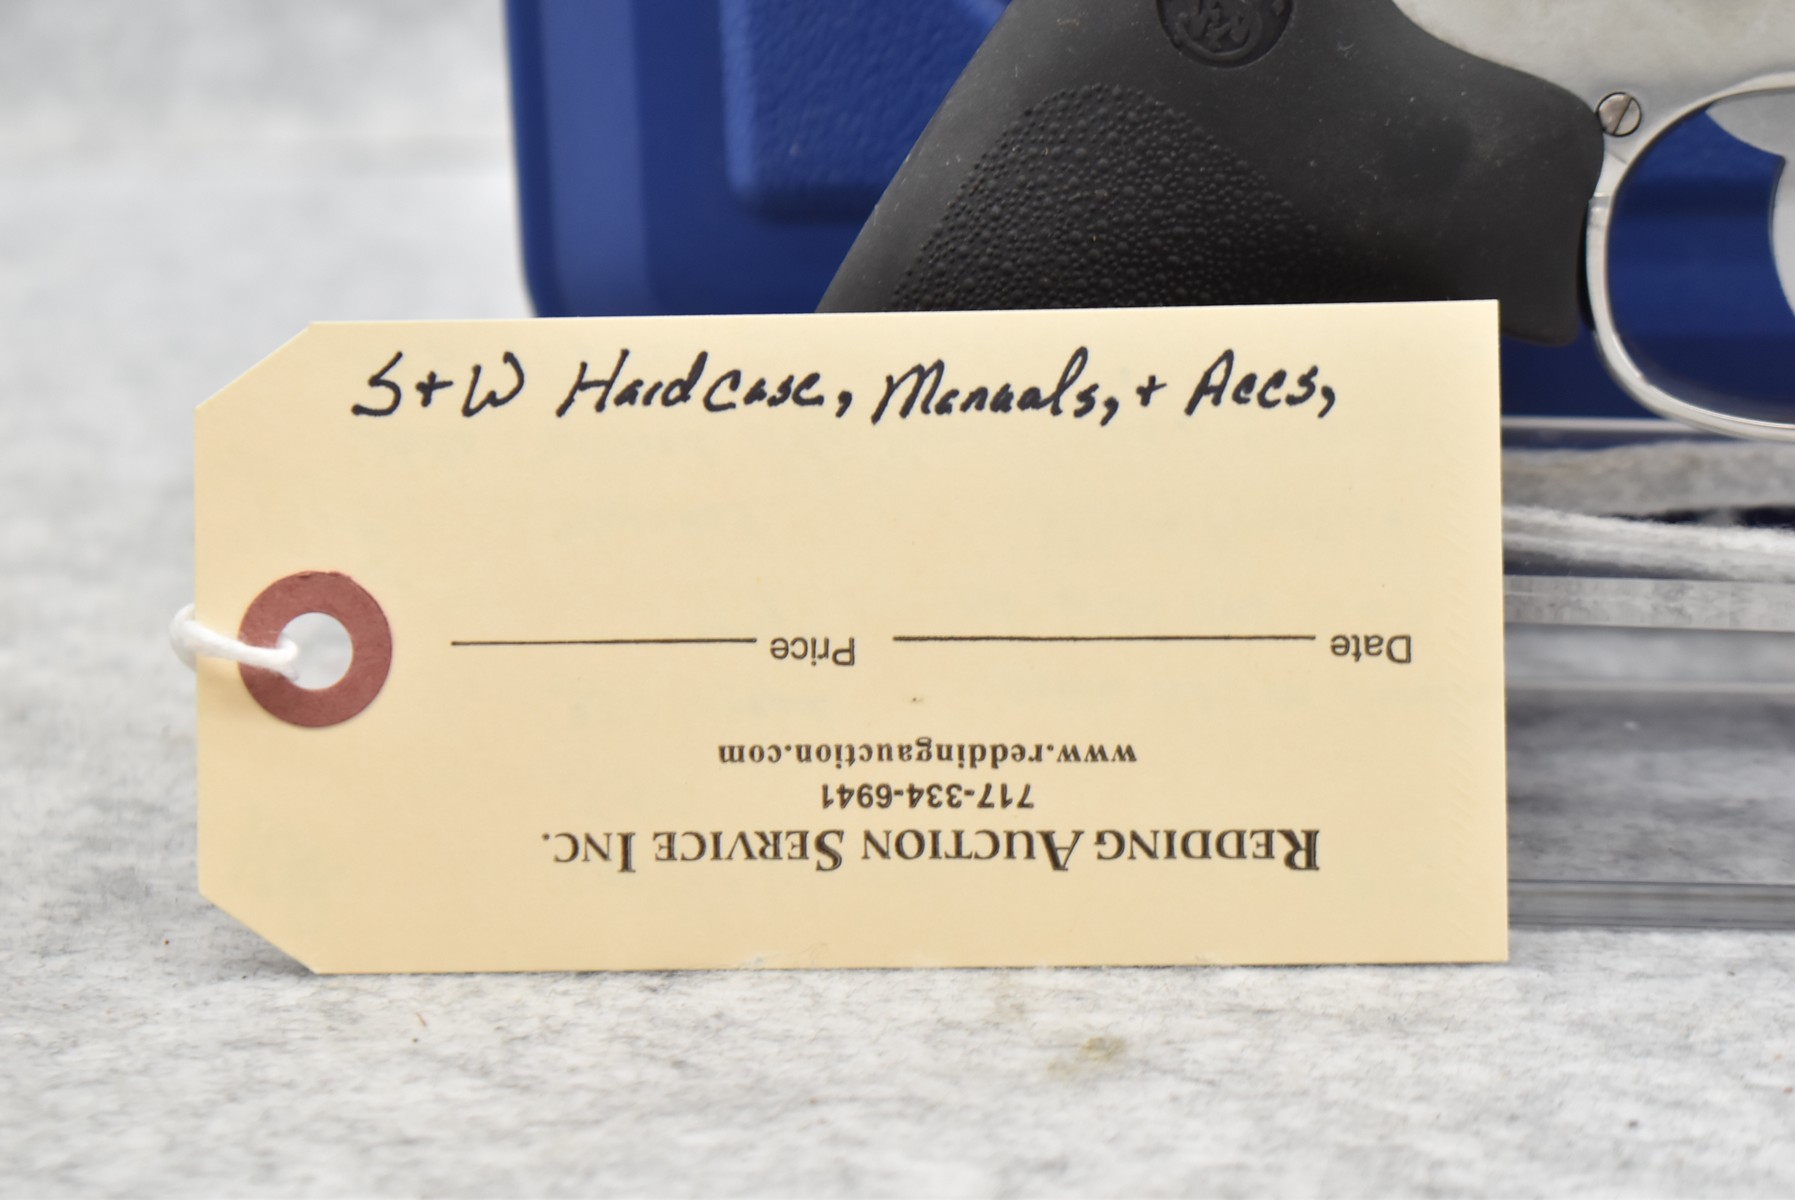 S+W Hardcase, Manuals, + Accs,
REDDING AUCTION SERVICE INC.
717-334-6941
www.reddingauction.com
Date Price